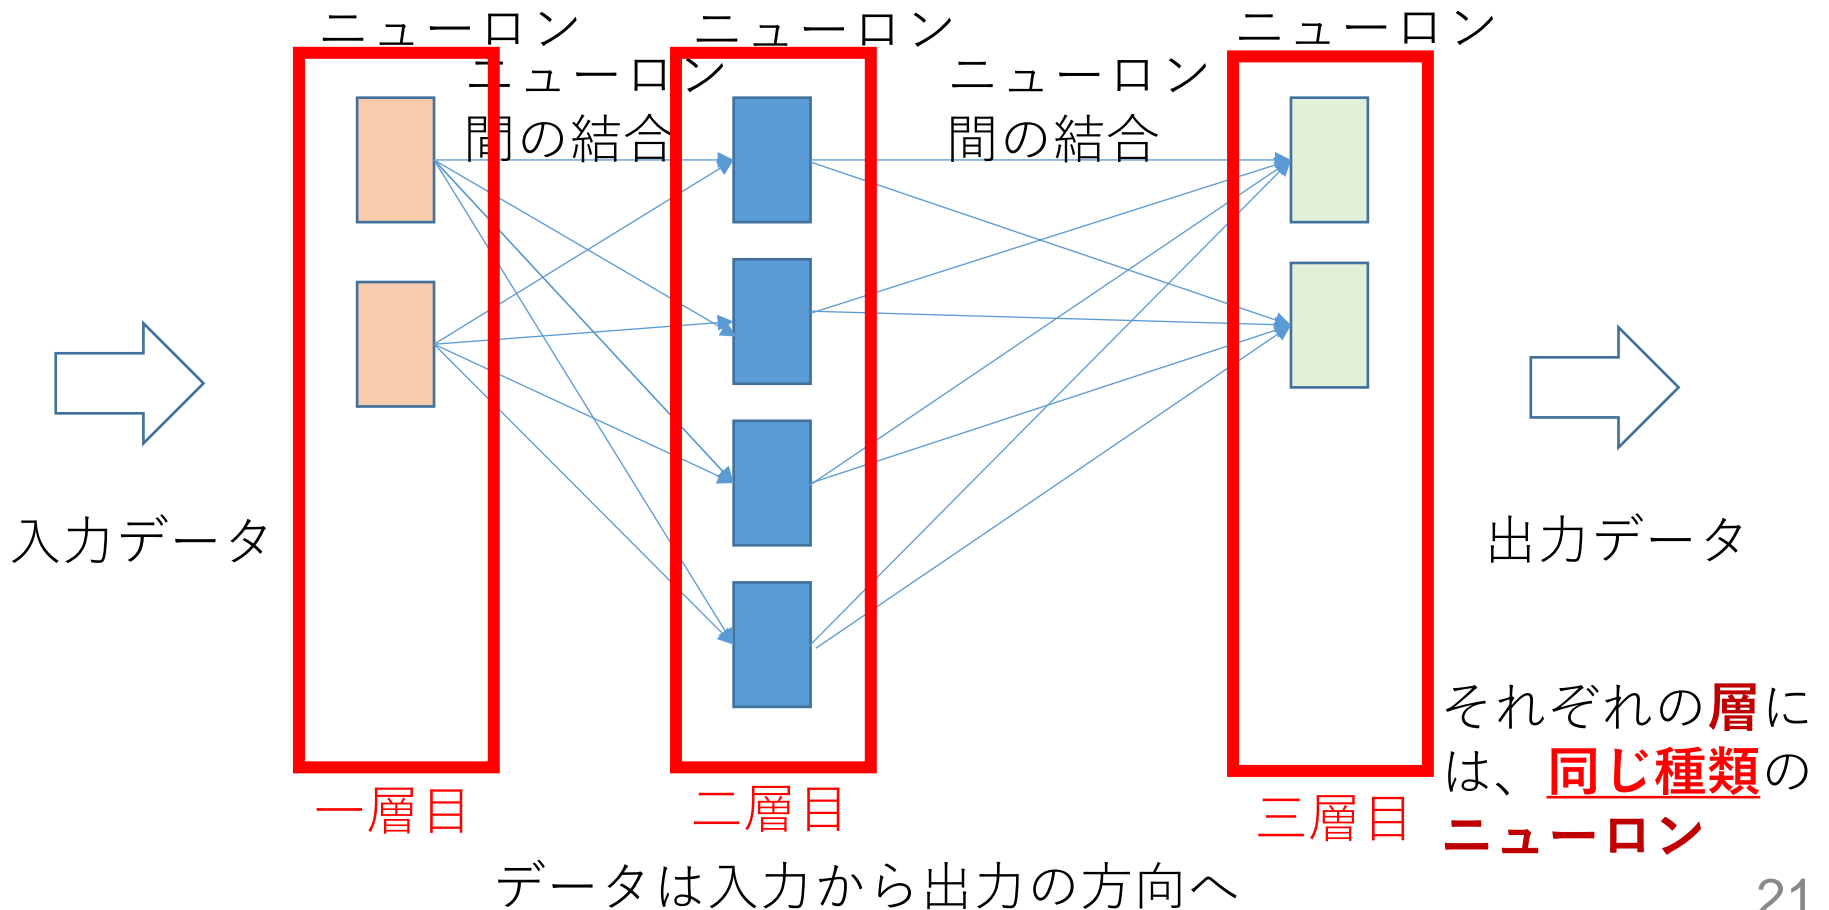 ニューロン
ニューロン
ニューロン
ニューロン
間の結合
ニューロン
間の結合
入力データ
出力データ
それぞれの層に
は、同じ種類の
ニューロン
一層目
二層目
三層目
データは入力から出力の方向へ
21